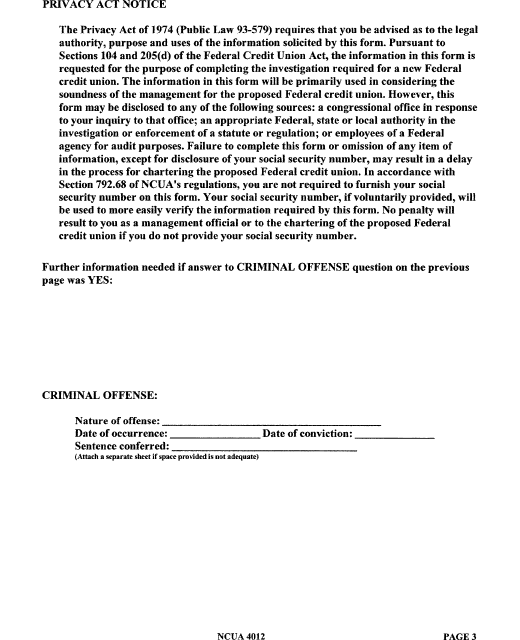 PRIVACY ACT NOTICE
The Privacy Act of 1974 (Public Law 93-579) requires that you be advised as to the legal
authority, purpose and uses of the information solicited by this form. Pursuant to
Sections 104 and 205(d) of the Federal Credit Union Act, the information in this form is
requested for the purpose of completing the investigation required for a new Federal
credit union. The information in this form will be primarily used in considering the
soundness of the management for the proposed Federal credit union. However, this
form may be disclosed to any of the following sources: a congressional office in response
to your inquiry to that office; an appropriate Federal, state or local authority in the
investigation or enforcement of a statute or regulation; or employees of a Federal
agency for audit purposes. Failure to complete this form or omission of any item of
information, except for disclosure of your social security number, may result in a delay
in the process for chartering the proposed Federal credit union. In accordance with
Section 792.68 of NCUA's regulations, you are not required to furnish your social
security number on this form. Your social security number, if voluntarily provided, will
be used to more easily verify the information required by this form. No penalty will
result to you as a management official or to the chartering of the proposed Federal
credit union if you do not provide your social security number.
Further information needed if answer to CRIMINAL OFFENSE question on the previous
page was YES:
CRIMINAL OFFENSE:
Nature of offense: ____________________
Date of occurrence: __________ Date of conviction: __________
Sentence conferred: ____________________
(Attach a separate sheet if space provided is not adequate)
NCUA 4012 PAGE 3